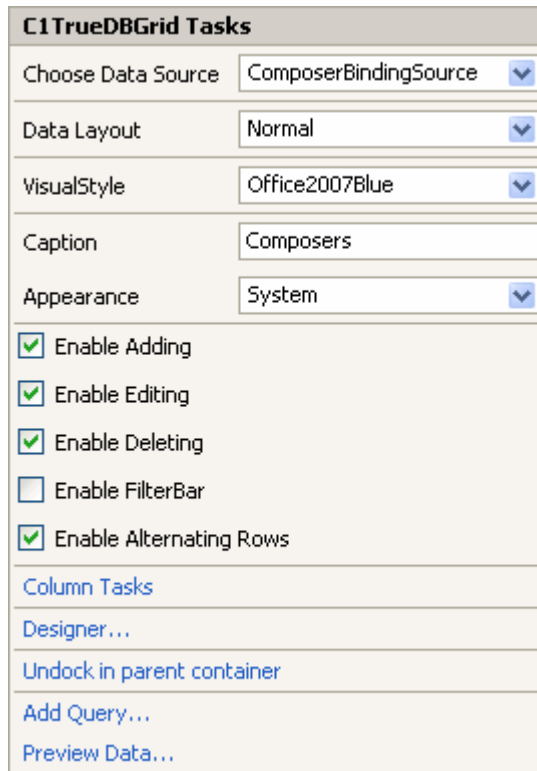 C1TrueDBGrid Tasks
Choose Data Source ComposerBindingSource
Data Layout Normal
VisualStyle Office2007Blue
Caption Composers
Appearance System
Enable Adding
Enable Editing
Enable Deleting
Enable FilterBar
Enable Alternating Rows
Column Tasks
Designer...
Undock in parent container
Add Query...
Preview Data...